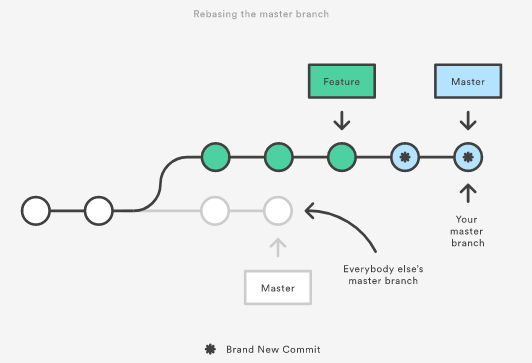 Rebasing the master branch
Feature
Master
Your
master
branch
Everybody else's
master branch
Master
Brand New Commit